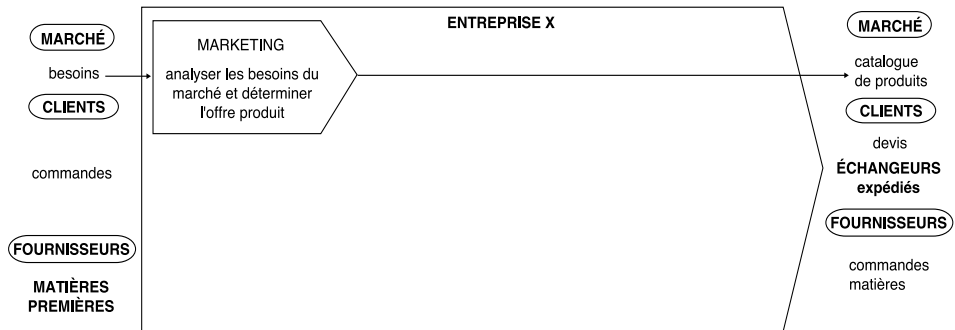 ENTREPRISE X
MARCHÉ
besoins
CLIENTS
commandes
FOURNISSEURS
MATIÈRES
PREMIÈRES
MARKETING
analyser les besoins du
marché et déterminer
l'offre produit
MARCHÉ
catalogue
de produits
CLIENTS
devis
ÉCHANGEURS
expédiés
FOURNISSEURS
commandes
matières